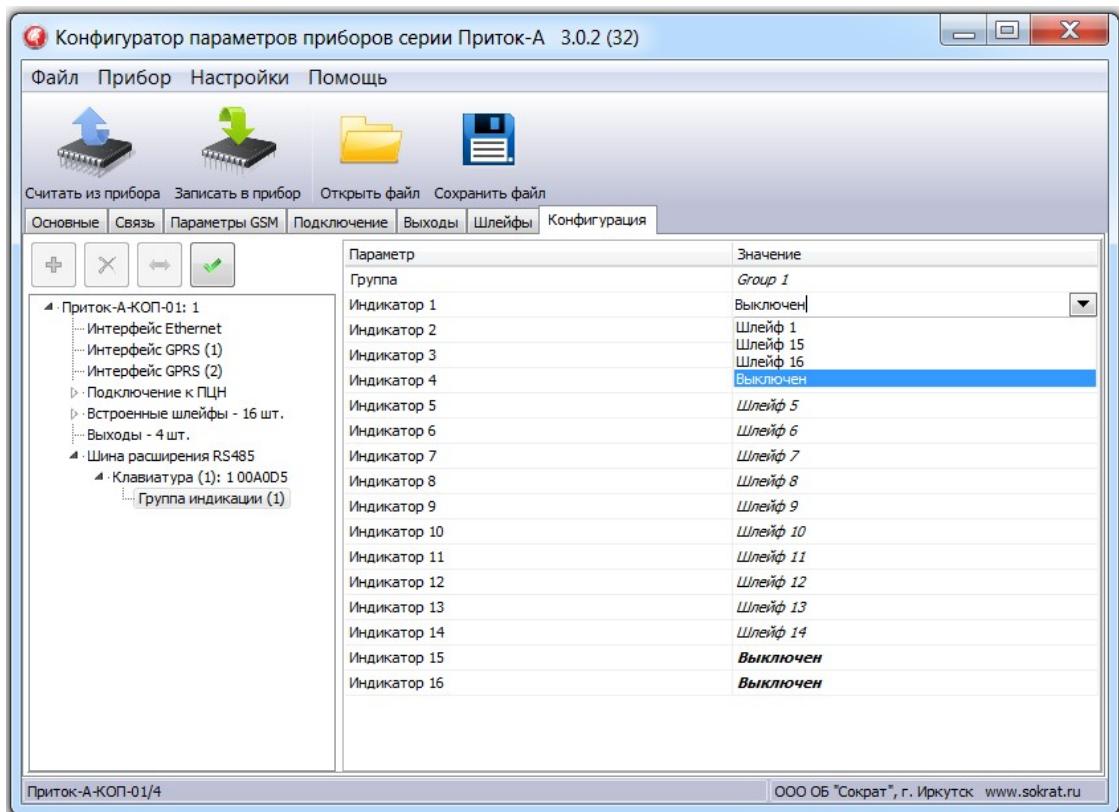 Конфигуратор параметров приборов серии Приток-А 3.0.2 (32)
Файл Прибор Настройки Помощь
Считать из прибора Записать в прибор Открыть файл Сохранить файл
Основные Связь Параметры GSM Подключение Выходы Шлейфы Конфигурация
Приток-А-КОП-01: 1
Интерфейс Ethernet
Интерфейс GPRS (1)
Интерфейс GPRS (2)
Подключение к ПЦН
Встроенные шлейфы - 16 шт.
Выходы - 4 шт.
Шина расширения RS485
Клавиатура (1): 1 00A0D5
Группа индикации (1)
Параметр Значение
Группа Group 1
Индикатор 1 Выключен
Индикатор 2
Индикатор 3
Индикатор 4
Шлейф 1
Шлейф 15
Шлейф 16
Выключен
Индикатор 5 Шлейф 5
Индикатор 6 Шлейф 6
Индикатор 7 Шлейф 7
Индикатор 8 Шлейф 8
Индикатор 9 Шлейф 9
Индикатор 10 Шлейф 10
Индикатор 11 Шлейф 11
Индикатор 12 Шлейф 12
Индикатор 13 Шлейф 13
Индикатор 14 Шлейф 14
Индикатор 15 Выключен
Индикатор 16 Выключен
Приток-А-КОП-01/4 ООО ОБ "Сократ", г. Иркутск www.sokrat.ru